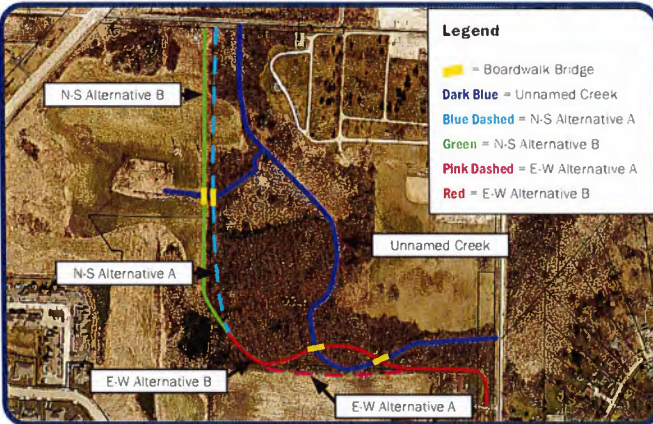 Legend
= Boardwalk Bridge
Dark Blue = Unnamed Creek
Blue Dashed = N-S Alternative A
Green = N-S Alternative B
Pink Dashed = E-W Alternative A
Red = E-W Alternative B
N-S Alternative B
Unnamed Creek
N-S Alternative A
E-W Alternative B
E-W Alternative A